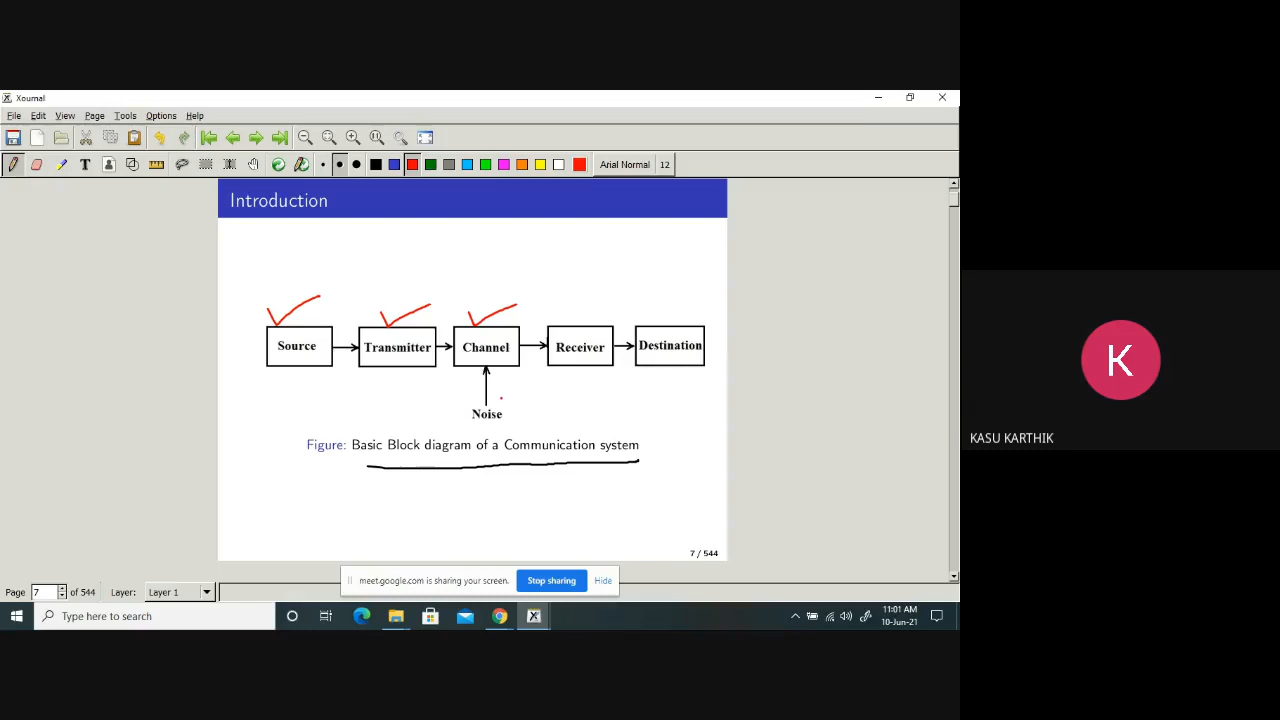 Xournal
File Edit View Page Tools Options Help
T Arial Normal 12
Introduction
Source Transmitter Channel Receiver Destination
Noise
Figure: Basic Block diagram of a Communication system
7 / 544
K
KASU KARTHIK
meet.google.com is sharing your screen. Stop sharing Hide
Page 7 of 544 Layer: Layer 1
Type here to search
11:01 AM
10-Jun-21